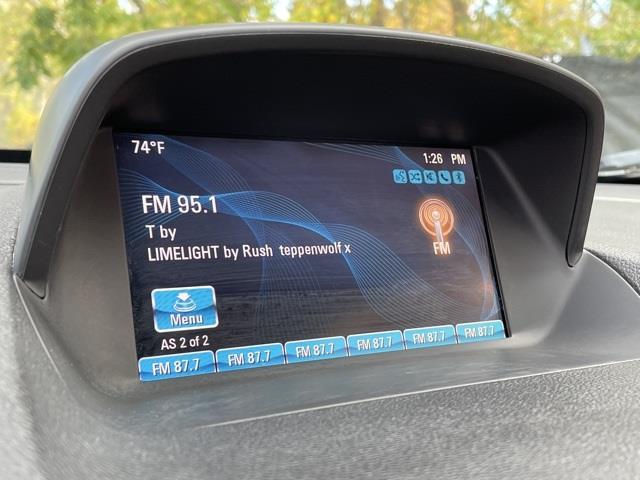 74°F
1:26 PM
FM 95.1
T by
LIMELIGHT by Rush teppenwolf x
FM
Menu
AS 2 of 2
FM 87.7 FM 87.7 FM 87.7 FM 87.7 FM 87.7 FM 87.7